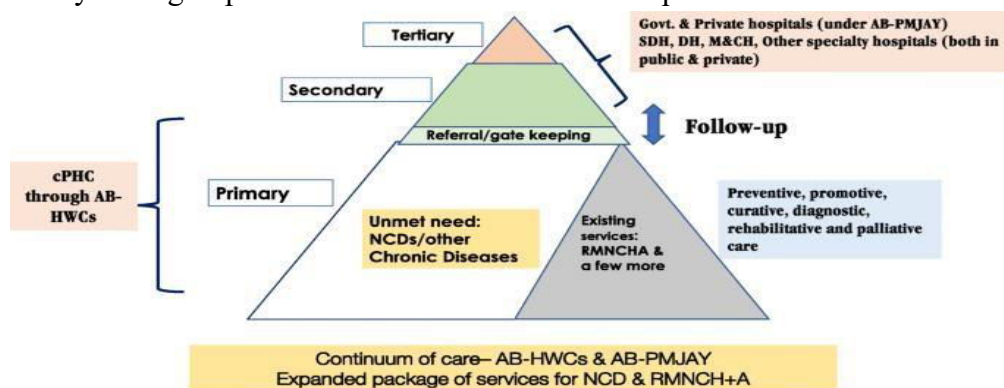 Tertiary
Govt. & Private hospitals (under AB-PMJAY)
SDH, DH, M&CH, Other specialty hospitals (both in
public & private)
Secondary
Referral/gate keeping
Follow-up
cPHC
through AB-
HWCs
Primary
Unmet need:
NCDs/other
Chronic Diseases
Existing
services:
RMNCHA &
a few more
Preventive, promotive,
curative, diagnostic,
rehabilitative and palliative
care
Continuum of care– AB-HWCs & AB-PMJAY
Expanded package of services for NCD & RMNCH+A